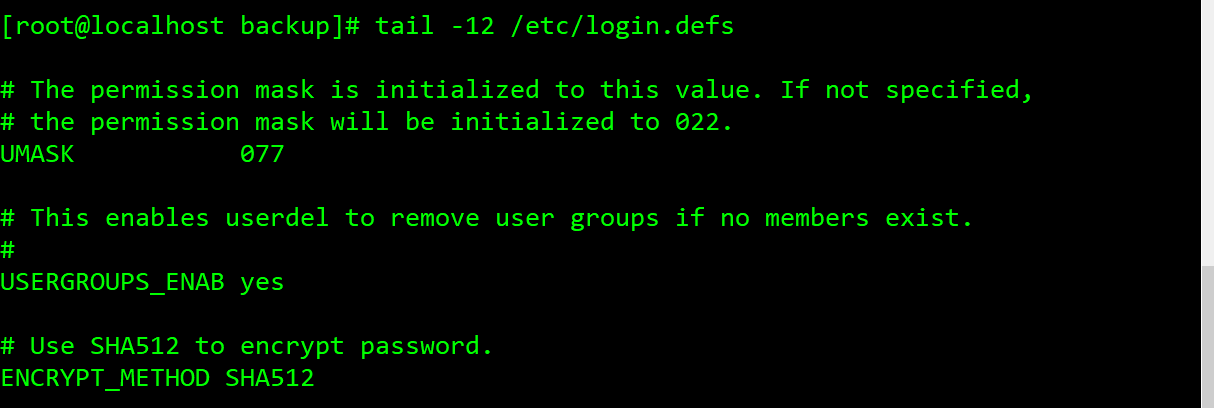 [root@localhost backup]# tail -12 /etc/login.defs
# The permission mask is initialized to this value. If not specified,
# the permission mask will be initialized to 022.
UMASK           077
# This enables userdel to remove user groups if no members exist.
#
USERGROUPS_ENAB yes
# Use SHA512 to encrypt password.
ENCRYPT_METHOD SHA512